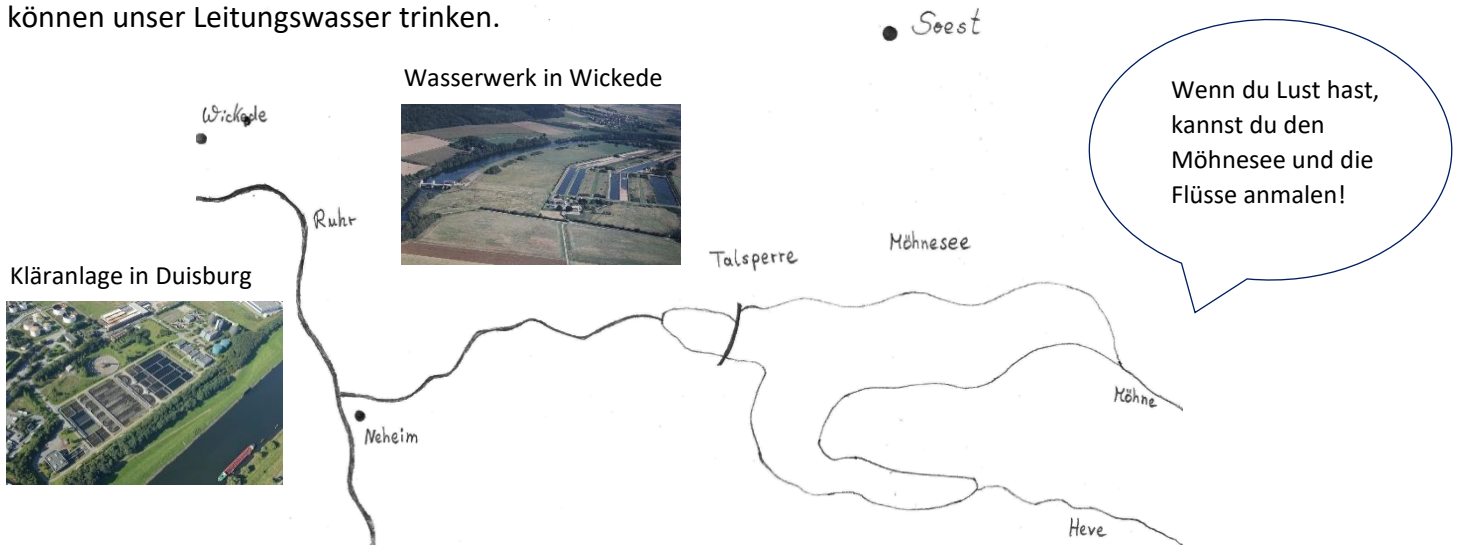 können unser Leitungswasser trinken.
Soest
Wasserwerk in Wickede
Wickede
Wenn du Lust hast,
kannst du den
Möhnesee und die
Flüsse anmalen!
Ruhr
Talsperre
Möhnesee
Kläranlage in Duisburg
Möhne
Neheim
Heve